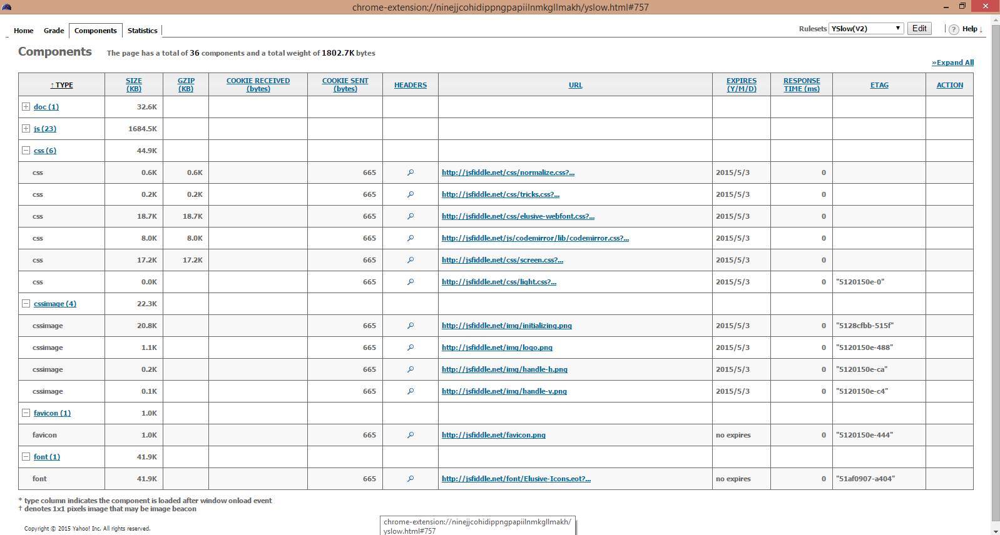 chrome-extension://ninejjcohidippngpapiilnmkgllmakh/yslow.html#757
Home Grade Components Statistics Rulesets YSlow(V2) Edit ? Help ↓
Components The page has a total of 36 components and a total weight of 1802.7K bytes
»Expand All
↑ TYPE SIZE (KB) GZIP (KB) COOKIE RECEIVED (bytes) COOKIE SENT (bytes) HEADERS URL EXPIRES (Y/M/D) RESPONSE TIME (ms) ETAG ACTION
doc (1) 32.6K
js (23) 1684.5K
css (6) 44.9K
css 0.6K 0.6K 665 http://jsfiddle.net/css/normalize.css?... 2015/5/3 0
css 0.2K 0.2K 665 http://jsfiddle.net/css/tricks.css?... 2015/5/3 0
css 18.7K 18.7K 665 http://jsfiddle.net/css/elusive-webfont.css?... 2015/5/3 0
css 8.0K 8.0K 665 http://jsfiddle.net/js/codemirror/lib/codemirror.css?... 2015/5/3 0
css 17.2K 17.2K 665 http://jsfiddle.net/css/screen.css?... 2015/5/3 0
css 0.0K 665 http://jsfiddle.net/css/light.css?... 2015/5/3 0 "5120150e-0"
cssimage (4) 22.3K
cssimage 20.8K 665 http://jsfiddle.net/img/initializing.png 2015/5/3 0 "5128cfbb-515f"
cssimage 1.1K 665 http://jsfiddle.net/img/logo.png 2015/5/3 0 "5120150e-488"
cssimage 0.2K 665 http://jsfiddle.net/img/handle-h.png 2015/5/3 0 "5120150e-ca"
cssimage 0.1K 665 http://jsfiddle.net/img/handle-v.png 2015/5/3 0 "5120150e-c4"
favicon (1) 1.0K
favicon 1.0K 665 http://jsfiddle.net/favicon.png no expires 0 "5120150e-444"
font (1) 41.9K
font 41.9K 665 http://jsfiddle.net/font/Elusive-Icons.eot?... no expires 0 "51af0907-a404"
* type column indicates the component is loaded after window onload event
† denotes 1x1 pixels image that may be image beacon
Copyright © 2015 Yahoo! Inc. All rights reserved.
chrome-extension://ninejjcohidippngpapiilnmkgllmakh/
yslow.html#757